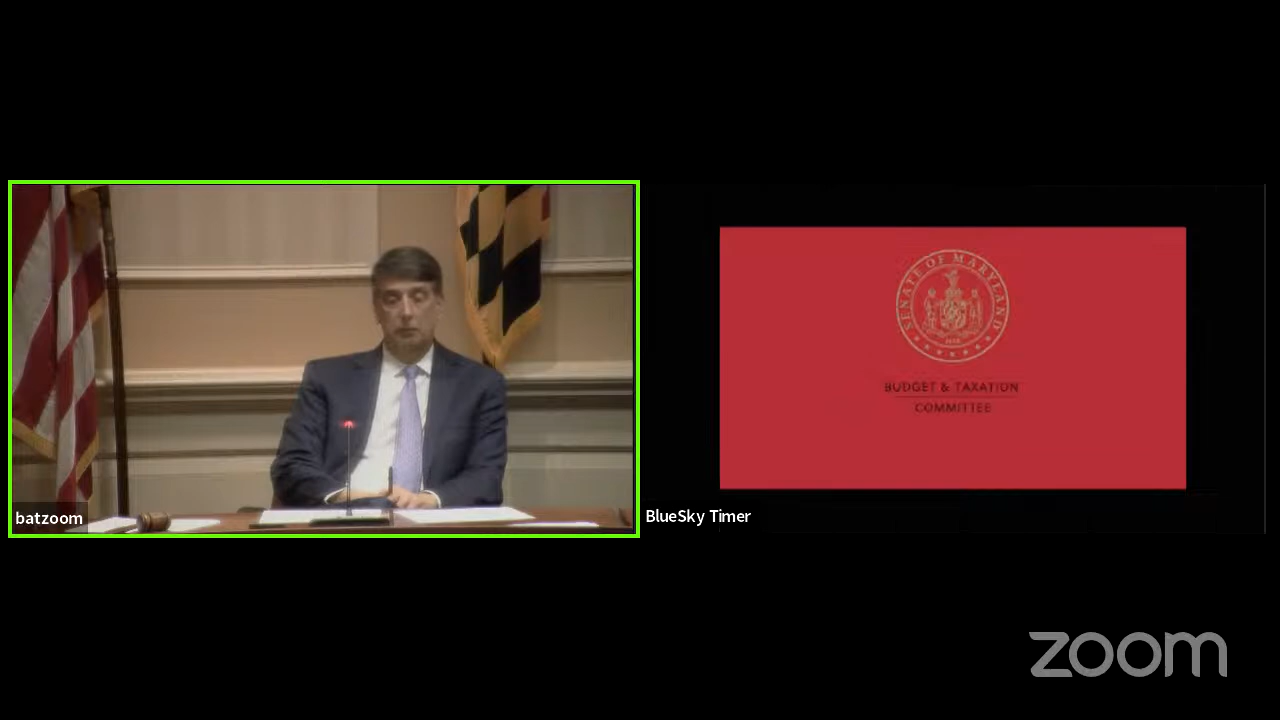 SENATE OF MARYLAND
BUDGET & TAXATION
COMMITTEE
batzoom
BlueSky Timer
zoom